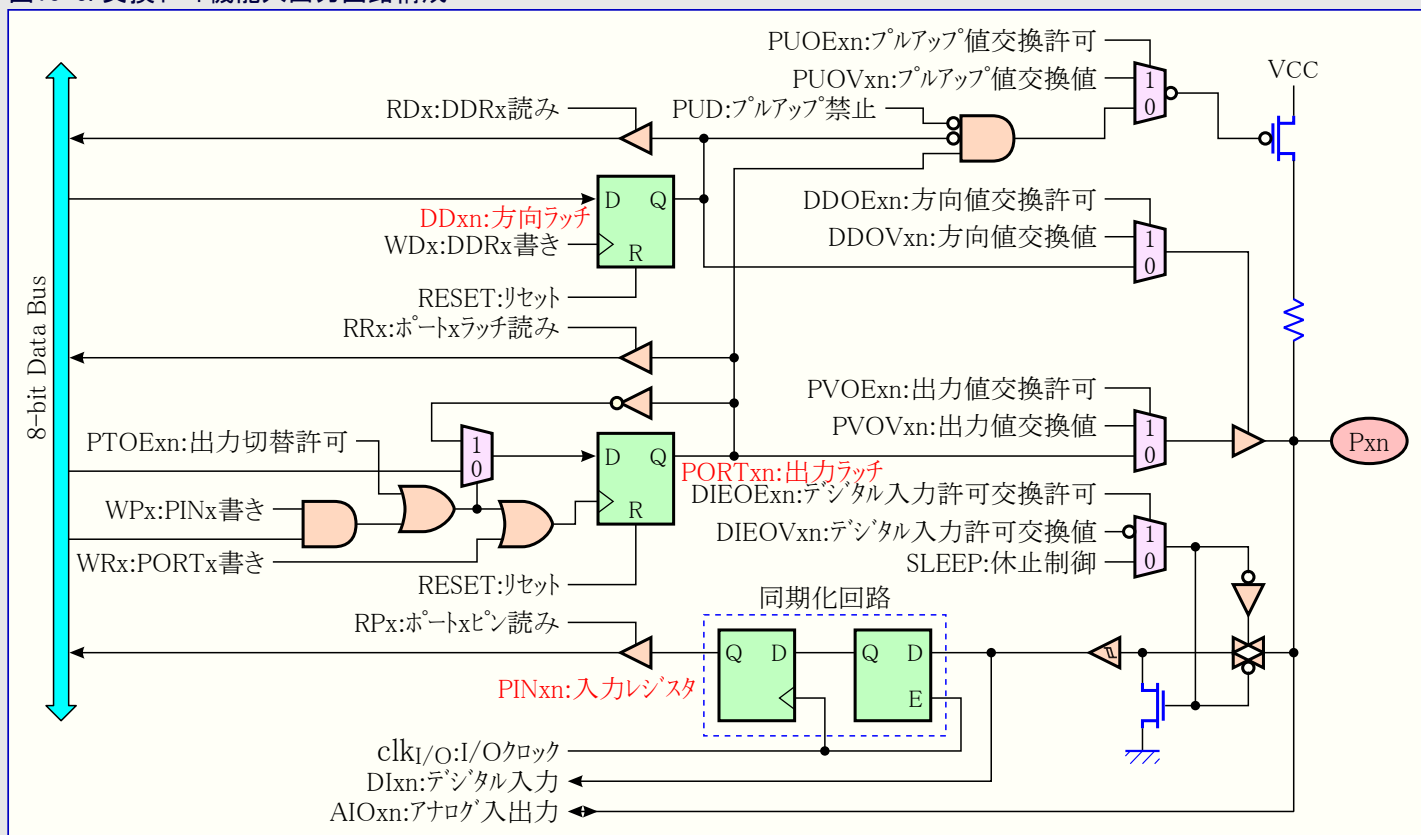 PUOExn:プルアップ値交換許可
PUOVxn:プルアップ値交換値
1
0
VCC
RDx:DDRx読み
PUD:プルアップ禁止
D
Q
R
DDxn:方向ラッチ
WDx:DDRx書き
RESET:リセット
DDOExn:方向値交換許可
DDOVxn:方向値交換値
1
0
8-bit Data Bus
RRx:ポートxラッチ読み
PVOExn:出力値交換許可
PVOVxn:出力値交換値
1
0
Pxn
PTOExn:出力切替許可
1
0
D
Q
R
PORTxn:出力ラッチ
WPx:PINx書き
WRx:PORTx書き
RESET:リセット
DIEOExn:デジタル入力許可交換許可
DIEOVxn:デジタル入力許可交換値
SLEEP:休止制御
1
0
同期化回路
RPx:ポートxピン読み
Q
D
Q
D
E
PINxn:入力レジスタ
clkI/O:I/Oクロック
DIxn:デジタル入力
AIOxn:アナログ入出力